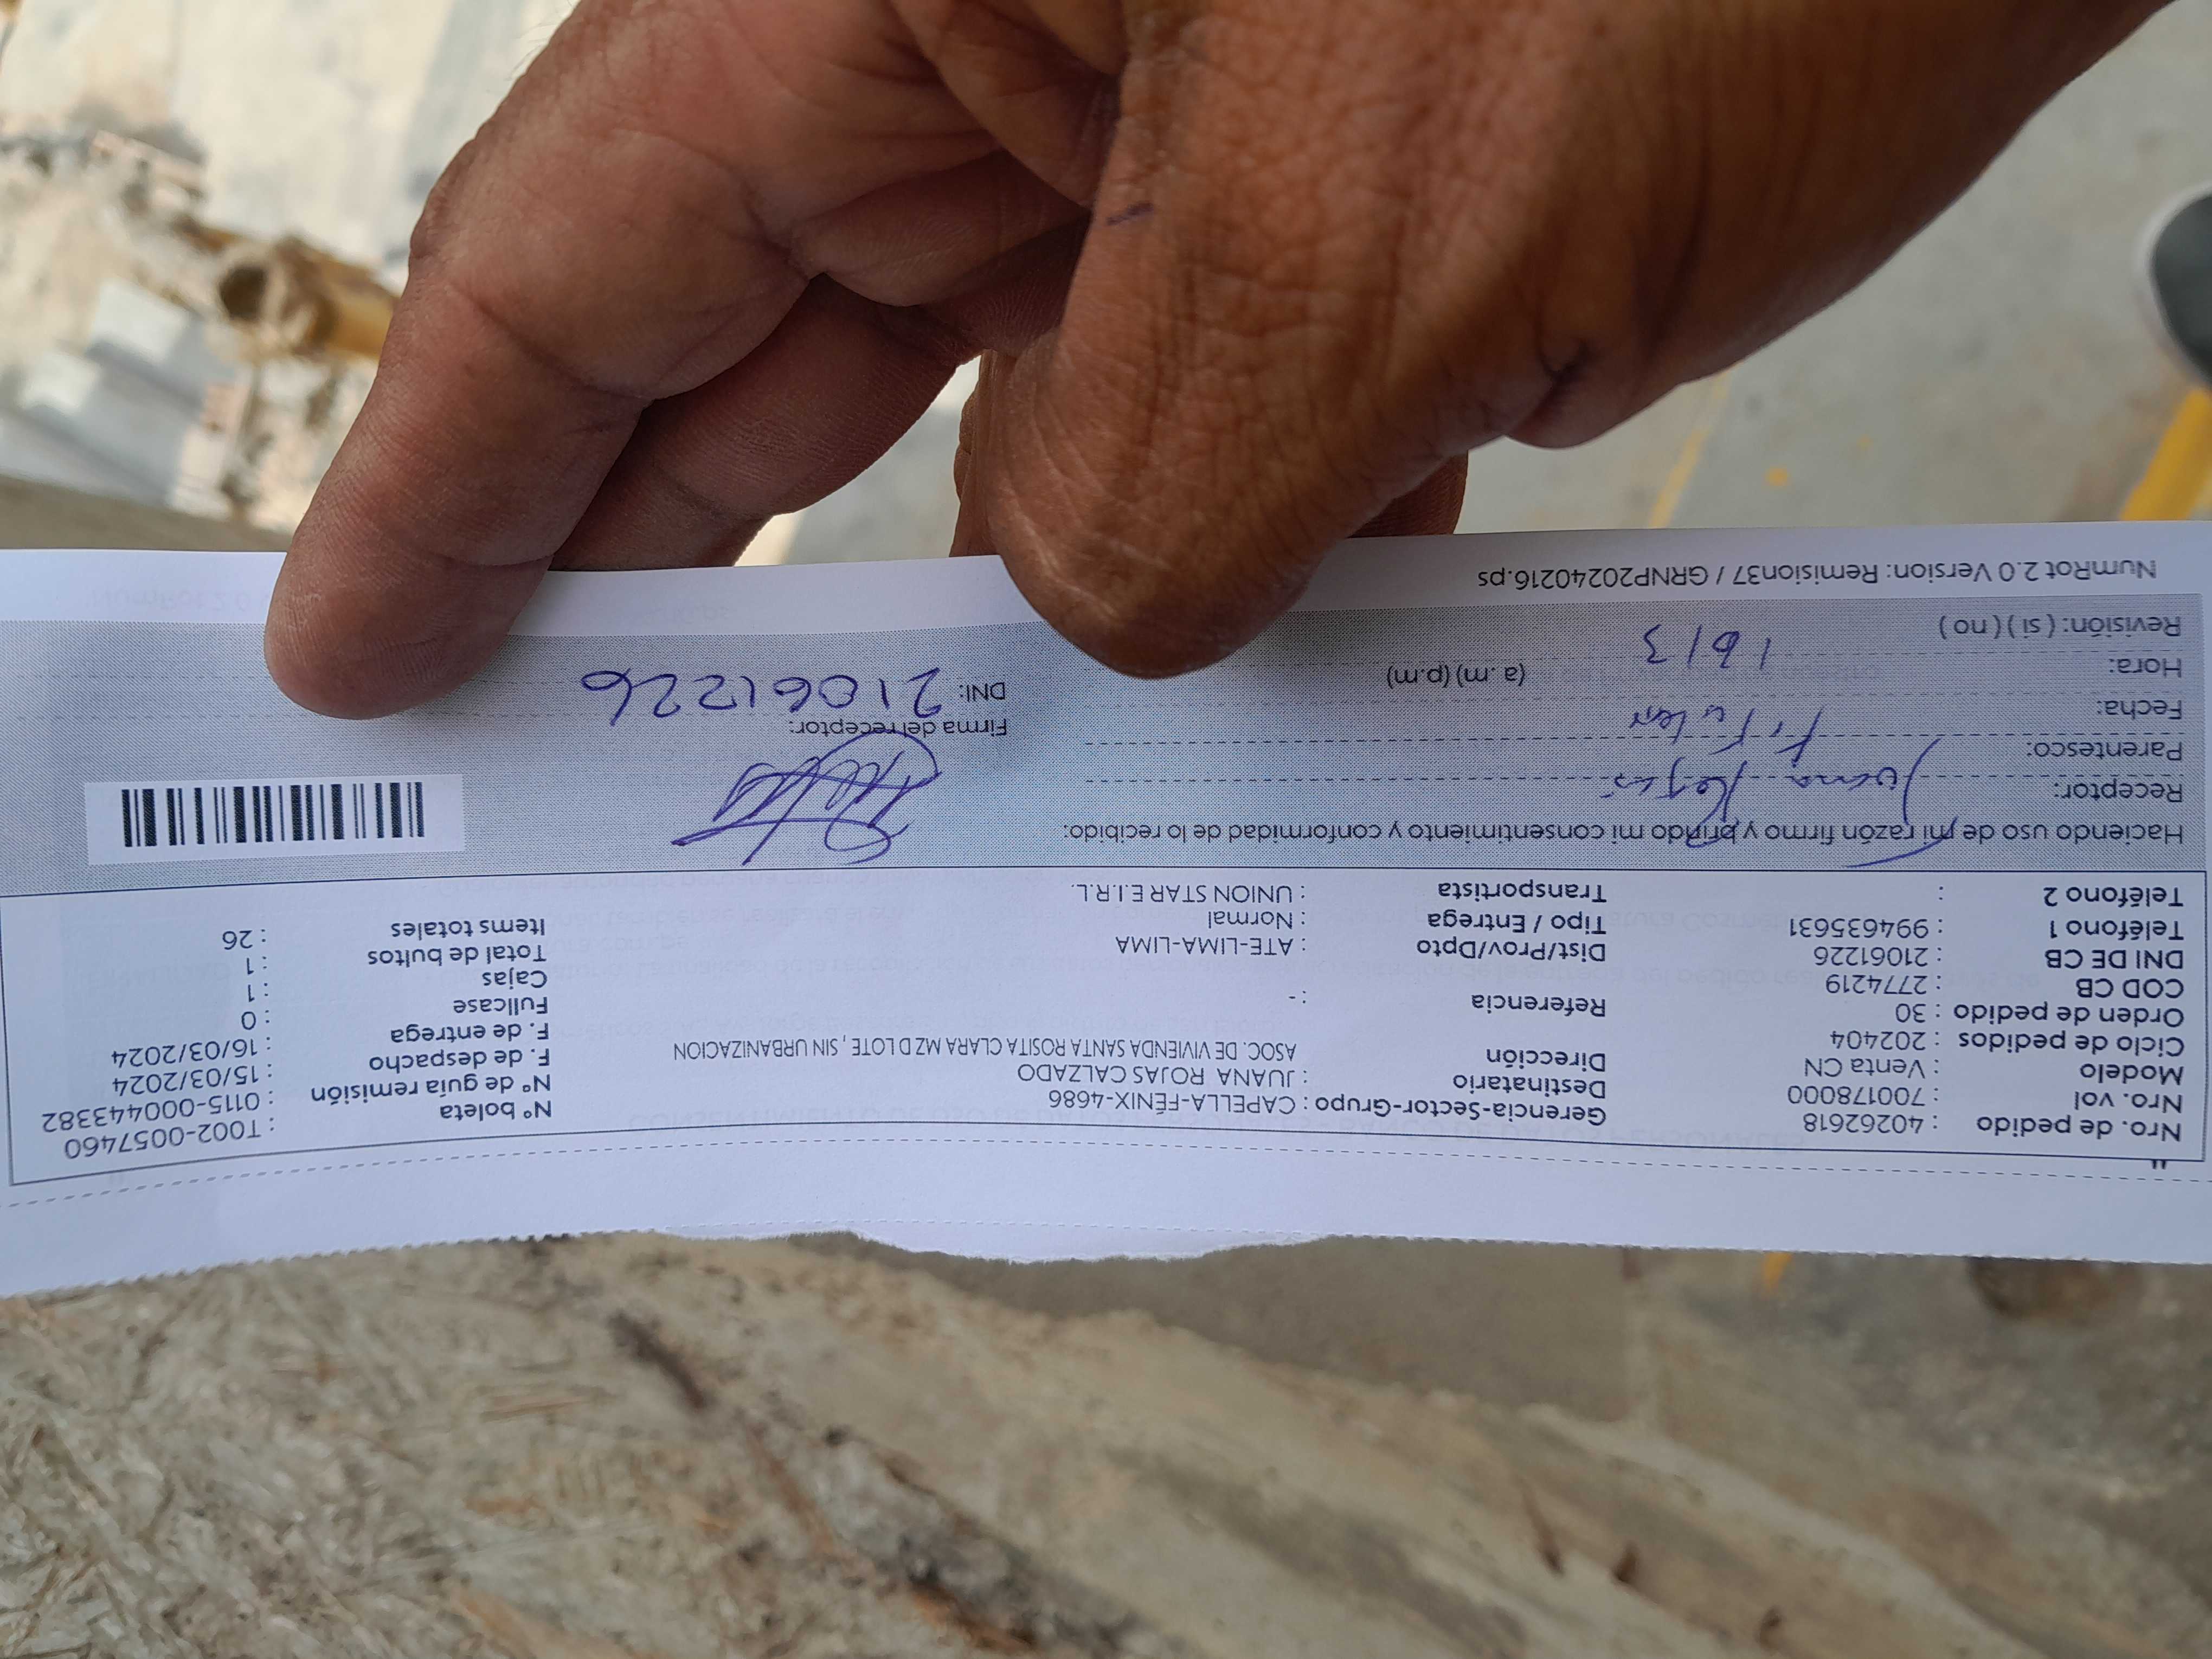 Nro. de pedido : 40262618
Nro. vol : 700178000
Modelo : Venta CN
Ciclo de pedidos : 202404
Orden de pedido : 30
COD CB : 2774219
DNI DE CB : 21061226
Teléfono 1 : 994635631
Teléfono 2 :
Gerencia-Sector-Grupo : CAPELLA-FÉNIX-4686
Destinatario : JUANA ROJAS CALZADO
Dirección ASOC. DE VIVIENDA SANTA ROSITA CLARA MZ D LOTE , SIN URBANIZACION
Referencia : -
Dist/Prov/Dpto : ATE-LIMA-LIMA
Tipo / Entrega : Normal
Transportista : UNION STAR E.I.R.L.
N° boleta : T002-0057460
N° de guía remisión : 0115-000443382
F. de despacho : 15/03/2024
F. de entrega : 16/03/2024
Fullcase : 0
Cajas : 1
Total de bultos : 1
Items totales : 26
Haciendo uso de mi razón firmo y brindo mi consentimiento y conformidad de lo recibido:
Receptor: Juana Rojas
Parentesco:
Fecha: 16/3
Hora: (a. m) (p.m)
Revisión: ( si ) ( no )
Firma del receptor:
DNI: 21061226
NumRot 2.0 Version: Remision37 / GRNP20240216.ps